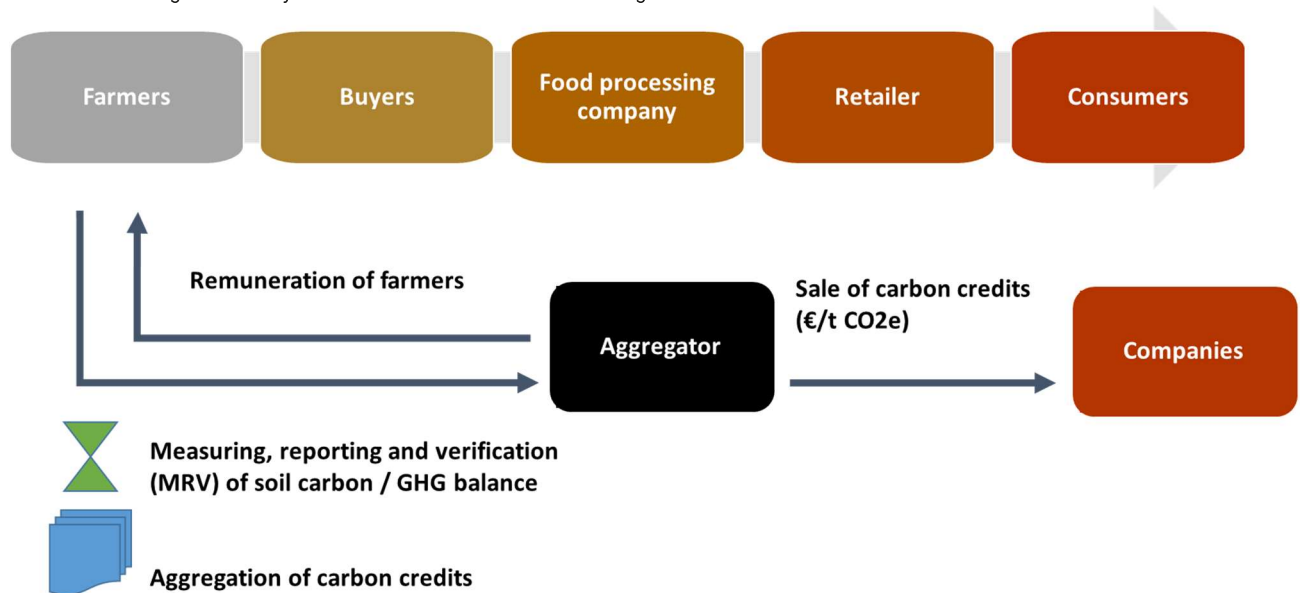 Farmers
Buyers
Food processing
company
Retailer
Consumers
Remuneration of farmers
Aggregator
Sale of carbon credits
(€/t CO2e)
Companies
Measuring, reporting and verification
(MRV) of soil carbon / GHG balance
Aggregation of carbon credits